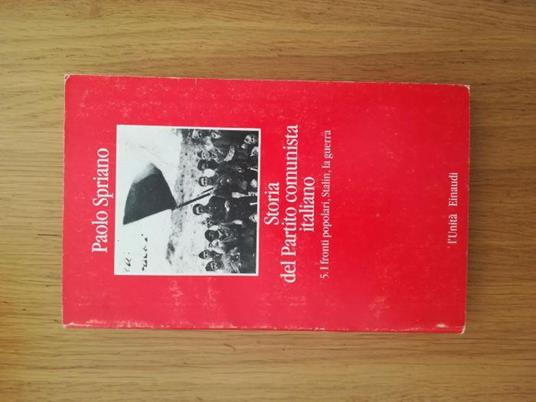 Paolo Spriano
Storia
del Partito comunista
italiano
5. I fronti popolari, Stalin, la guerra
l'Unità Einaudi